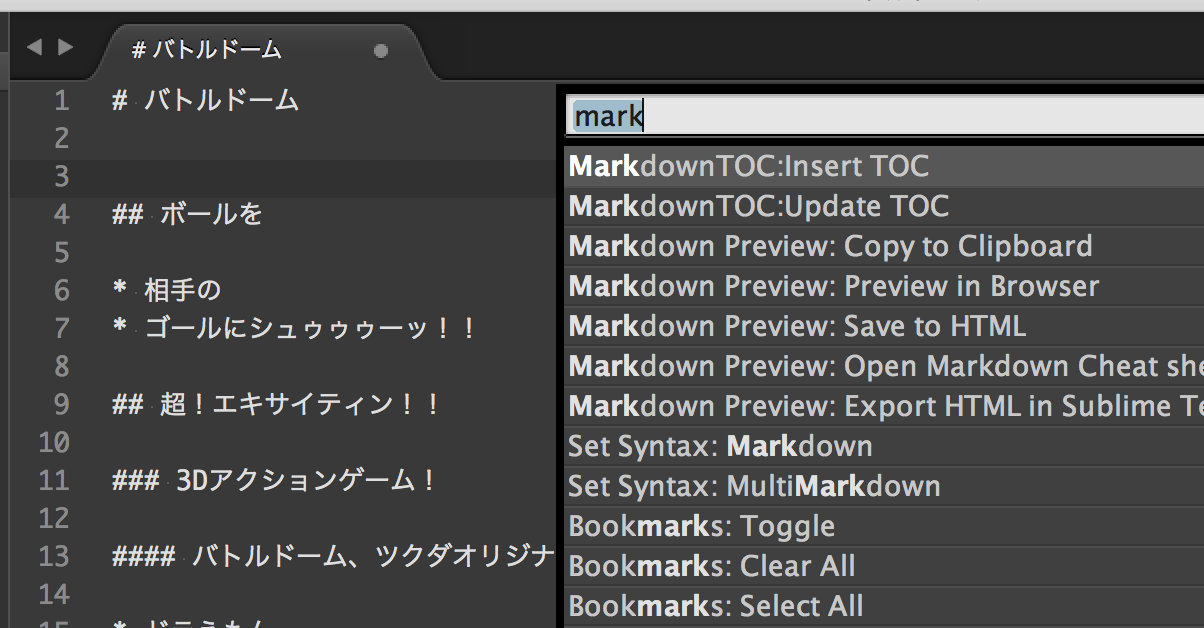 # バトルドーム
1 # バトルドーム
2
3
4 ## ボールを
5
6 * 相手の
7 * ゴールにシュゥゥゥーッ！！
8
9 ## 超！エキサイティン！！
10
11 ### 3Dアクションゲーム！
12
13 #### バトルドーム、ツクダオリジナ
14
mark
MarkdownTOC:Insert TOC
MarkdownTOC:Update TOC
Markdown Preview: Copy to Clipboard
Markdown Preview: Preview in Browser
Markdown Preview: Save to HTML
Markdown Preview: Open Markdown Cheat she
Markdown Preview: Export HTML in Sublime Te
Set Syntax: Markdown
Set Syntax: MultiMarkdown
Bookmarks: Toggle
Bookmarks: Clear All
Bookmarks: Select All